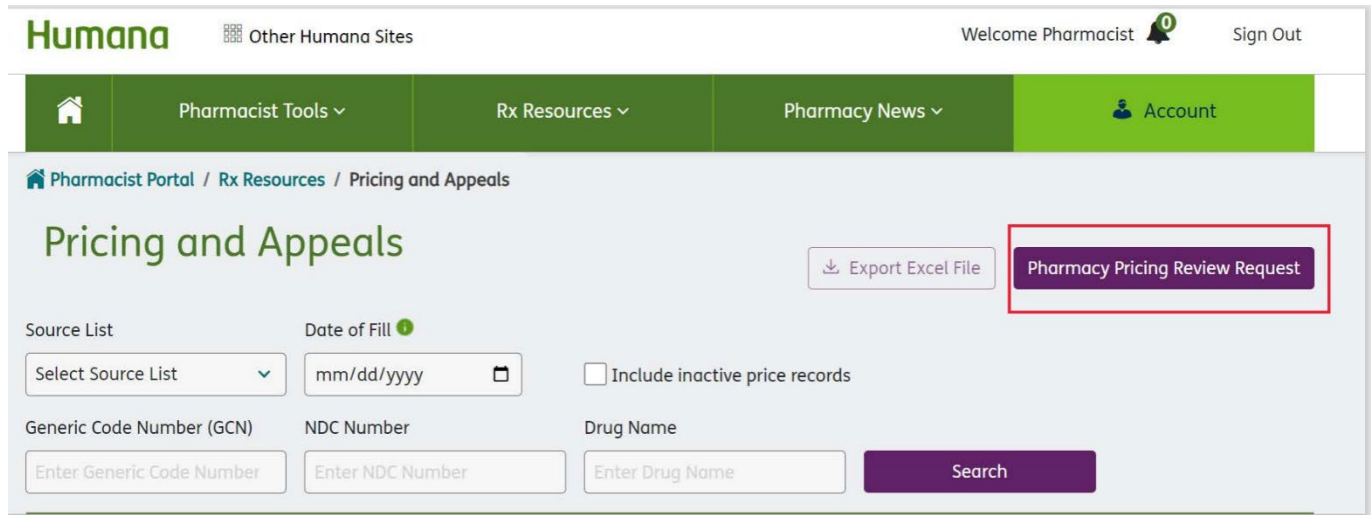 Humana Other Humana Sites Welcome Pharmacist 0 Sign Out
Pharmacist Tools Rx Resources Pharmacy News Account
Pharmacist Portal / Rx Resources / Pricing and Appeals
Pricing and Appeals
Export Excel File Pharmacy Pricing Review Request
Source List Date of Fill
Select Source List mm/dd/yyyy Include inactive price records
Generic Code Number (GCN) NDC Number Drug Name
Enter Generic Code Number Enter NDC Number Enter Drug Name Search